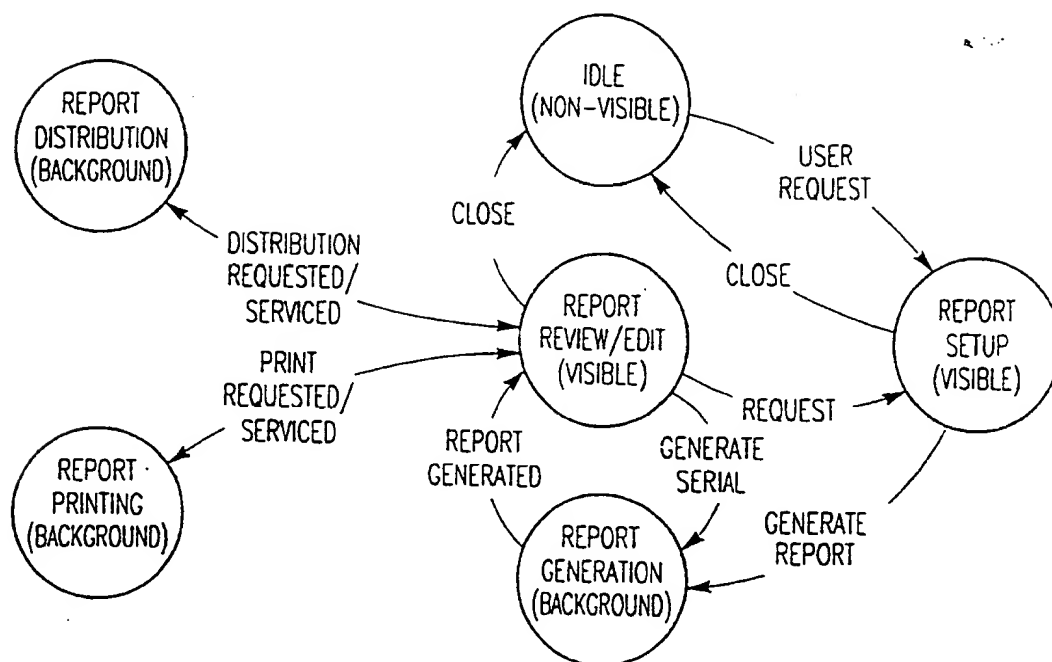 REPORT
DISTRIBUTION
(BACKGROUND)
IDLE
(NON-VISIBLE)
USER
REQUEST
CLOSE
DISTRIBUTION
REQUESTED/
SERVICED
CLOSE
REPORT
REVIEW/EDIT
(VISIBLE)
REPORT
SETUP
(VISIBLE)
PRINT
REQUESTED/
SERVICED
REQUEST
REPORT
GENERATED
GENERATE
SERIAL
REPORT
PRINTING
(BACKGROUND)
GENERATE
REPORT
REPORT
GENERATION
(BACKGROUND)